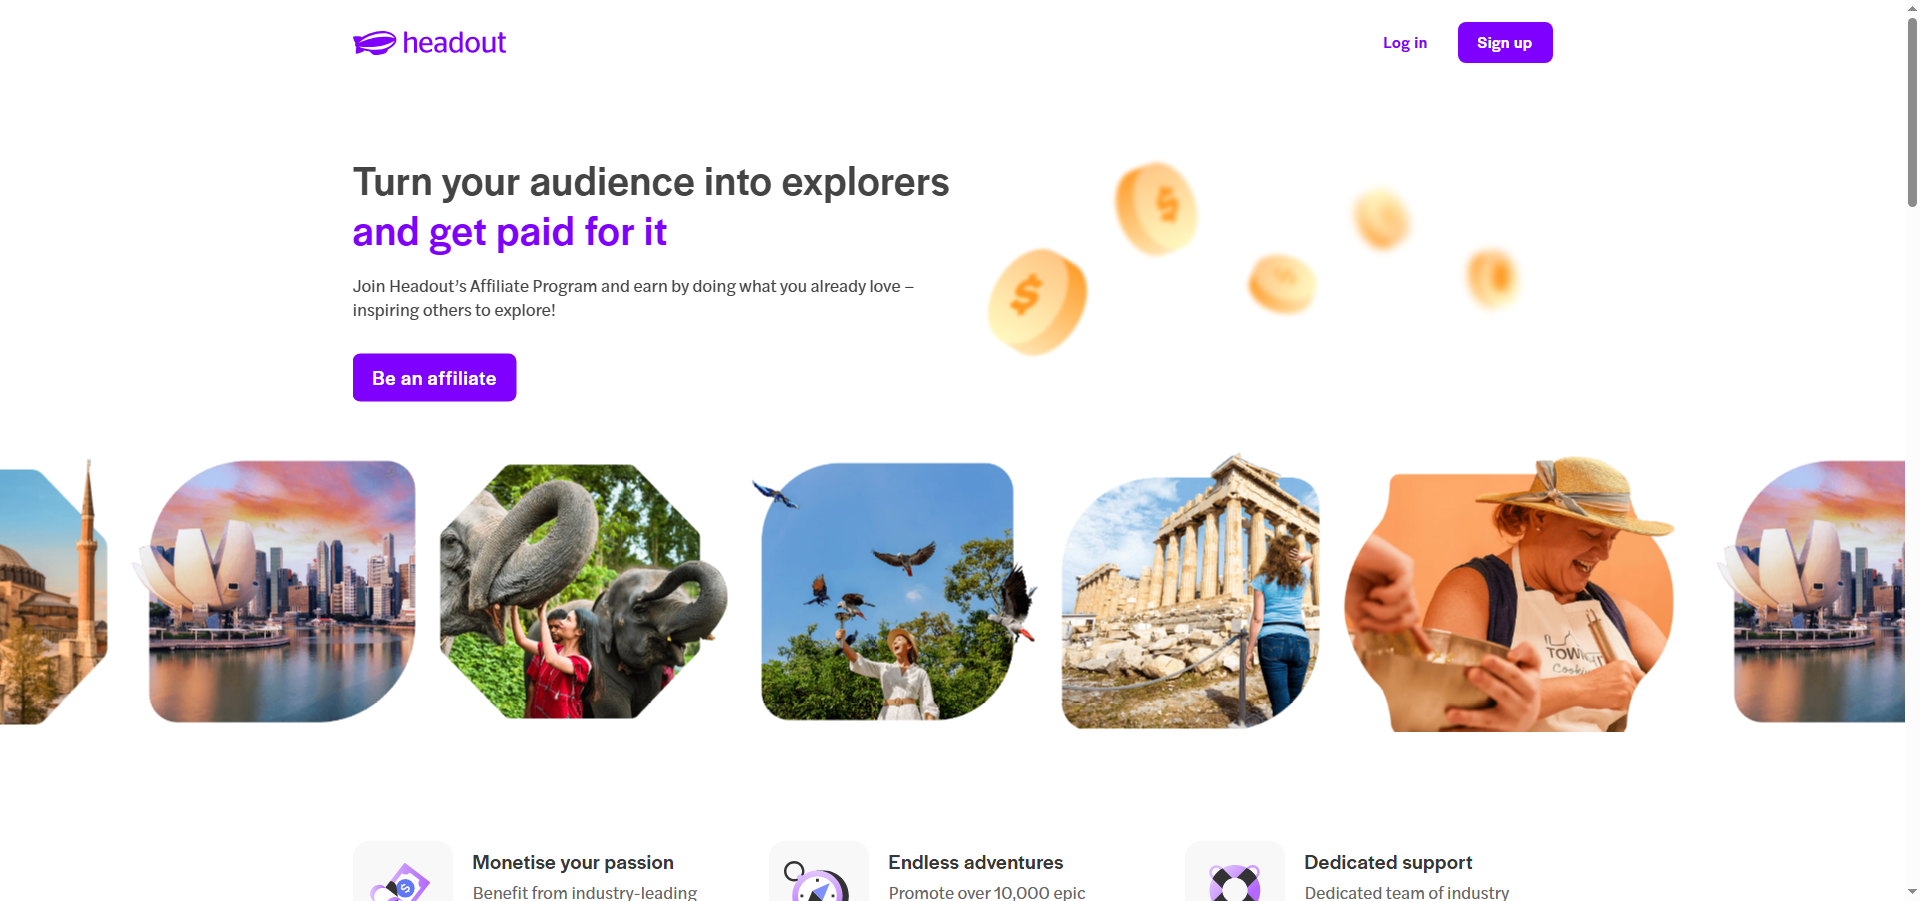 headout
Log in
Sign up
Turn your audience into explorers
and get paid for it
Join Headout’s Affiliate Program and earn by doing what you already love –
inspiring others to explore!
Be an affiliate
TOWN
Cooking
Monetise your passion
Benefit from industry-leading
Endless adventures
Promote over 10,000 epic
Dedicated support
Dedicated team of industry